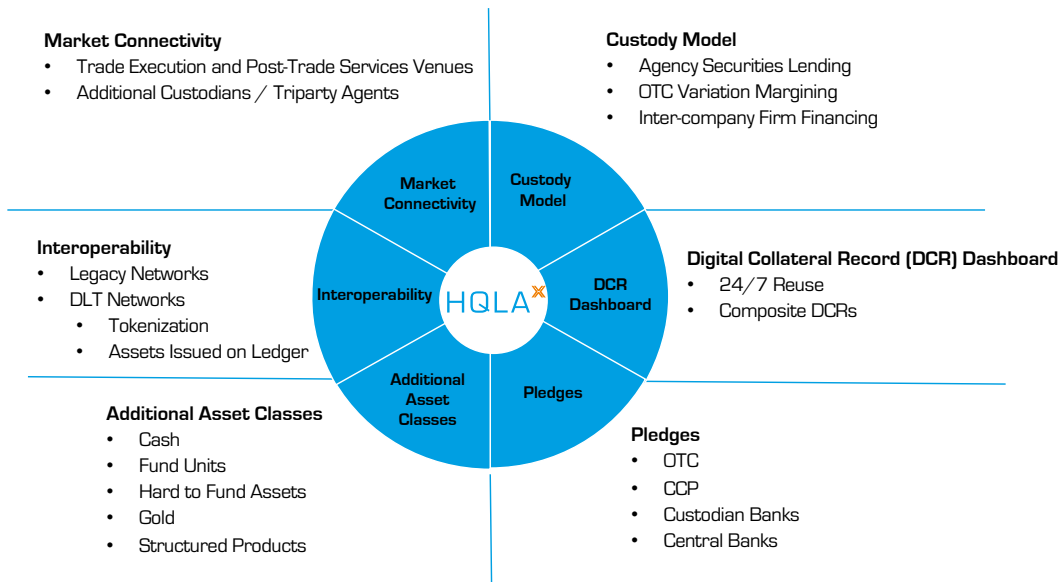 Market Connectivity
• Trade Execution and Post-Trade Services Venues
• Additional Custodians / Triparty Agents
Custody Model
• Agency Securities Lending
• OTC Variation Margining
• Inter-company Firm Financing
Market
Connectivity
Custody
Model
Interoperability
• Legacy Networks
• DLT Networks
• Tokenization
• Assets Issued on Ledger
Interoperability
HQLAX
DCR
Dashboard
Digital Collateral Record (DCR) Dashboard
• 24/7 Reuse
• Composite DCRs
Additional
Asset
Classes
Pledges
Additional Asset Classes
• Cash
• Fund Units
• Hard to Fund Assets
• Gold
• Structured Products
Pledges
• OTC
• CCP
• Custodian Banks
• Central Banks